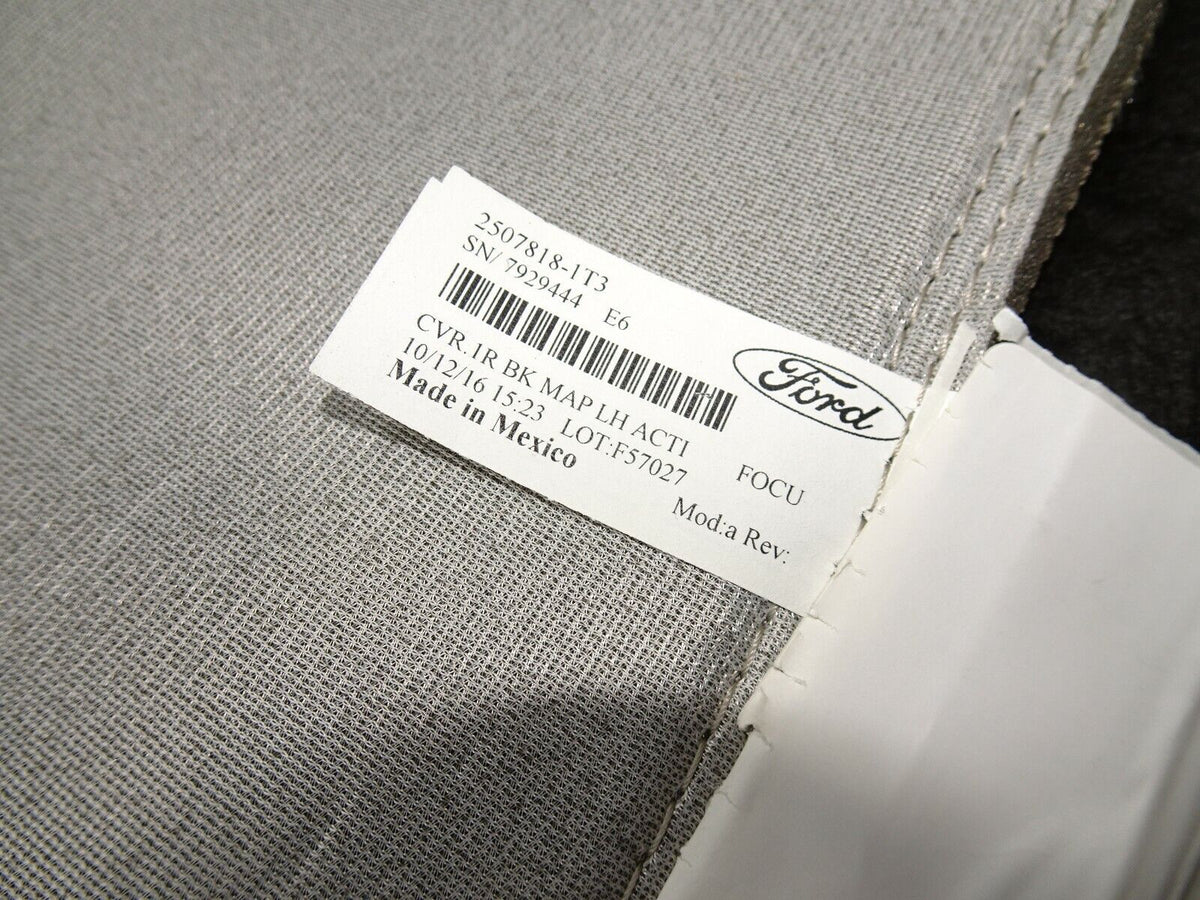 2507818-1T3
SN/ 7929444 E6
Ford
CVR.1R BK MAP LH ACTI
10/12/16 15:23 LOT:F57027
FOCU
Made in Mexico
Mod:a Rev: